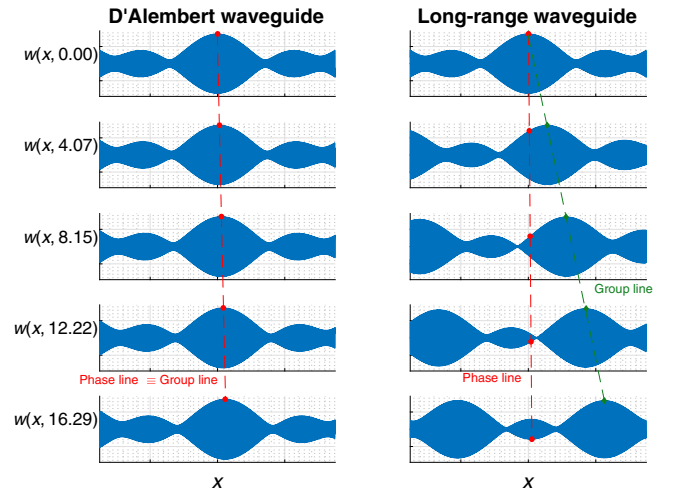 D'Alembert waveguide
Long-range waveguide
w(x, 0.00)
w(x, 4.07)
w(x, 8.15)
Group line
w(x, 12.22)
Phase line ≡ Group line
Phase line
w(x, 16.29)
x
x